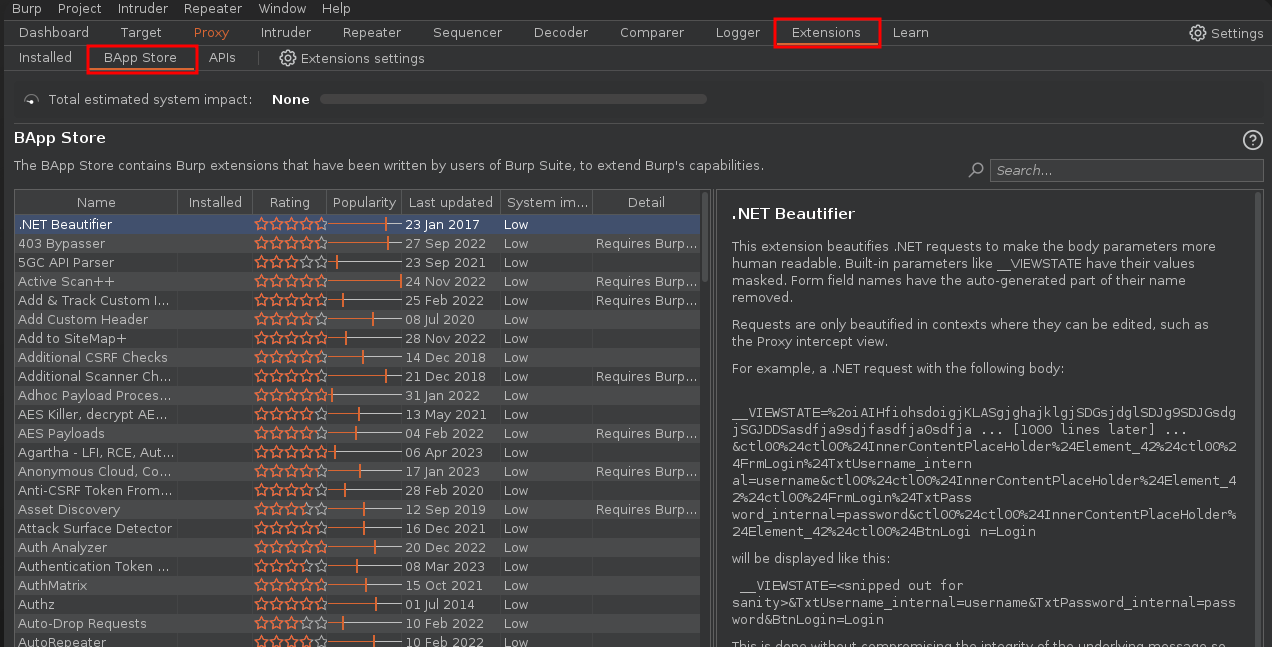 Burp Project Intruder Repeater Window Help
Dashboard Target Proxy Intruder Repeater Sequencer Decoder Comparer Logger Extensions Learn Settings
Installed BApp Store APIs Extensions settings
Total estimated system impact: None
BApp Store
The BApp Store contains Burp extensions that have been written by users of Burp Suite, to extend Burp's capabilities.
Search...
Name Installed Rating Popularity Last updated System im... Detail
.NET Beautifier 23 Jan 2017 Low
403 Bypasser 27 Sep 2022 Low Requires Burp...
5GC API Parser 23 Sep 2021 Low
Active Scan++ 24 Nov 2022 Low Requires Burp...
Add & Track Custom I... 25 Feb 2022 Low Requires Burp...
Add Custom Header 08 Jul 2020 Low
Add to SiteMap+ 28 Nov 2022 Low
Additional CSRF Checks 14 Dec 2018 Low
Additional Scanner Ch... 21 Dec 2018 Low Requires Burp...
Adhoc Payload Proces... 31 Jan 2022 Low
AES Killer, decrypt AE... 13 May 2021 Low
AES Payloads 04 Feb 2022 Low Requires Burp...
Agartha - LFI, RCE, Aut... 06 Apr 2023 Low
Anonymous Cloud, Co... 17 Jan 2023 Low Requires Burp...
Anti-CSRF Token From... 28 Feb 2020 Low
Asset Discovery 12 Sep 2019 Low Requires Burp...
Attack Surface Detector 16 Dec 2021 Low
Auth Analyzer 20 Dec 2022 Low
Authentication Token ... 08 Mar 2023 Low
AuthMatrix 15 Oct 2021 Low
Authz 01 Jul 2014 Low
Auto-Drop Requests 10 Feb 2022 Low
AutoRepeater 10 Feb 2022 Low
.NET Beautifier
This extension beautifies .NET requests to make the body parameters more
human readable. Built-in parameters like __VIEWSTATE have their values
masked. Form field names have the auto-generated part of their name
removed.
Requests are only beautified in contexts where they can be edited, such as
the Proxy intercept view.
For example, a .NET request with the following body:
__VIEWSTATE=%2oiAIHfiohsdoigjKLASgjghajklgjSDGsjdglSDJg9SDJGsdg
jSGJDDSasdfja9sdjfasdfja0sdfja ... [1000 lines later] ...
&ctl00%24ctl00%24InnerContentPlaceHolder%24Element_42%24ctl00%2
4FrmLogin%24TxtUsername_intern
al=username&ctl00%24ctl00%24InnerContentPlaceHolder%24Element_4
2%24ctl00%24FrmLogin%24TxtPass
word_internal=password&ctl00%24ctl00%24InnerContentPlaceHolder%
24Element_42%24ctl00%24BtnLogi n=Login
will be displayed like this:
__VIEWSTATE=<snipped out for
sanity>&TxtUsername_internal=username&TxtPassword_internal=pass
word&BtnLogin=Login
This is done without compromising the integrity of the underlying message so